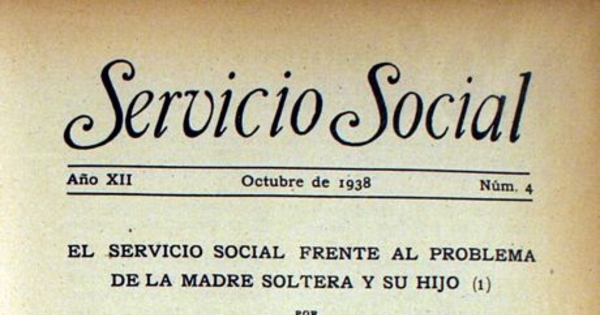 Servicio Social
Año XII Octubre de 1938 Núm. 4
EL SERVICIO SOCIAL FRENTE AL PROBLEMA
DE LA MADRE SOLTERA Y SU HIJO (1)
POR